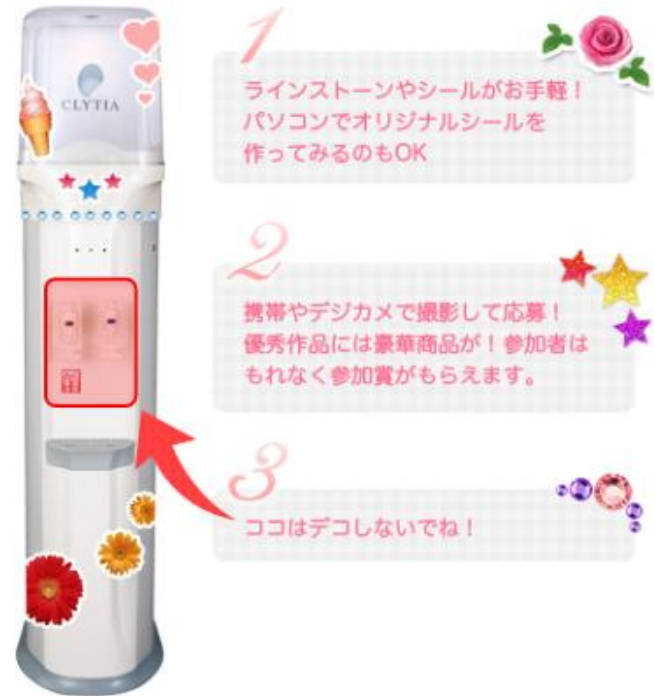 CLYTIA
1
ラインストーンやシールがお手軽！
パソコンでオリジナルシールを
作ってみるのもOK
2
携帯やデジカメで撮影して応募！
優秀作品には豪華商品が！参加者は
もれなく参加賞がもらえます。
3
ココはデコしないでね！